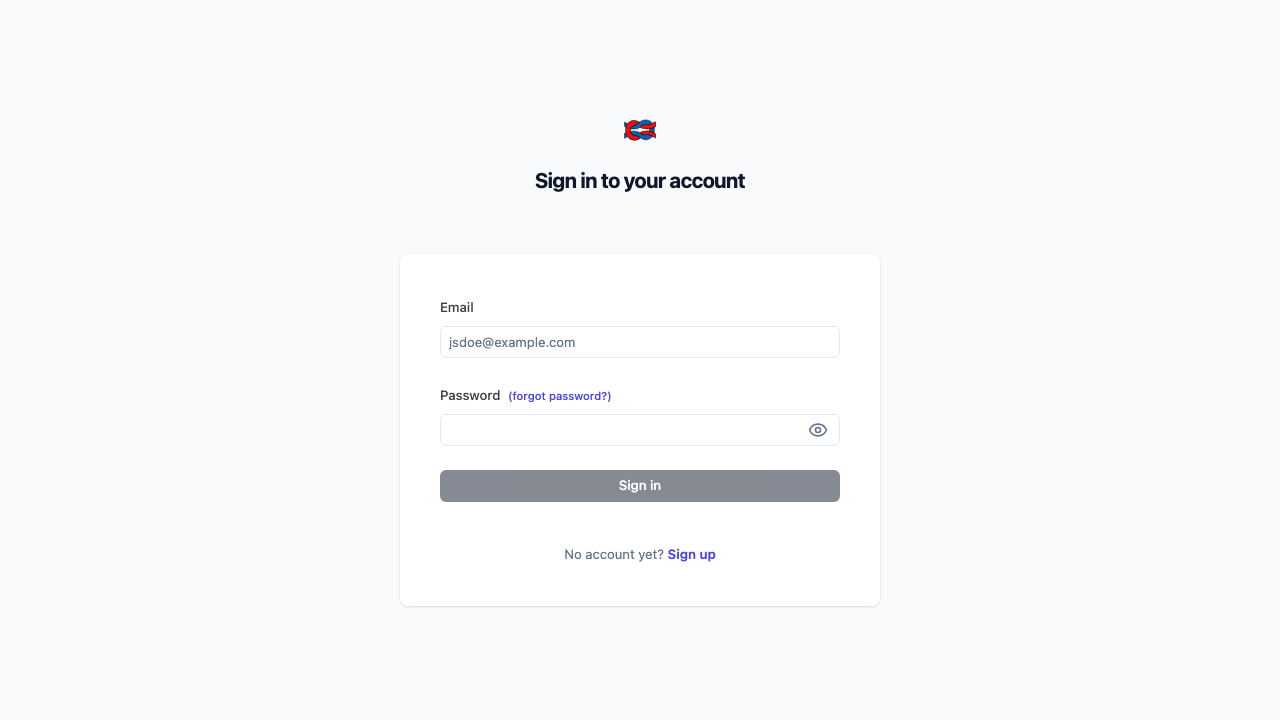 Sign in to your account
Email
jsdoe@example.com
Password (forgot password?)
Sign in
No account yet? Sign up